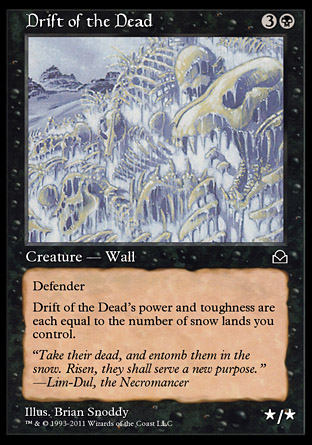 Drift of the Dead 3
Creature — Wall
Defender
Drift of the Dead's power and toughness are
each equal to the number of snow lands you
control.
“Take their dead, and entomb them in the
snow. Risen, they shall serve a new purpose.”
—Lim-Dul, the Necromancer
Illus. Brian Snoddy
™ & © 1993-2011 Wizards of the Coast LLC
★/★